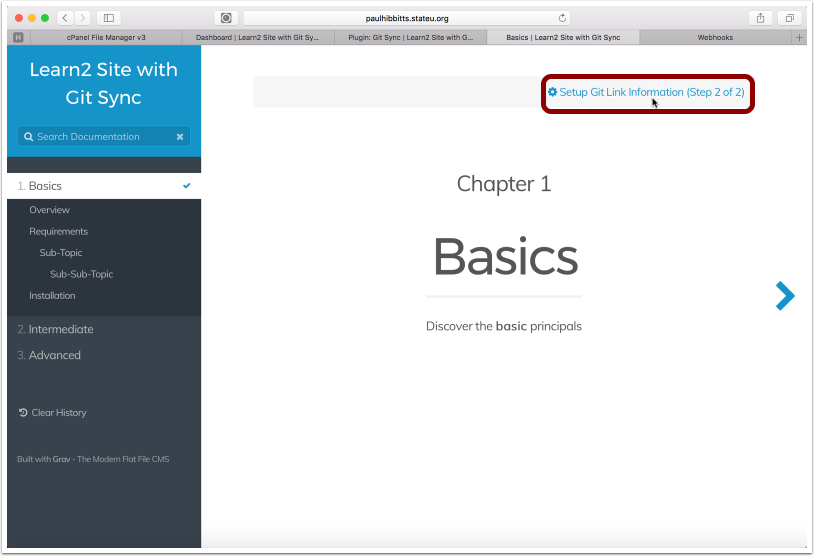 paulhibbitts.stateu.org
H
cPanel File Manager v3
Dashboard | Learn2 Site with Git Sy...
Plugin: Git Sync | Learn2 Site with G...
Basics | Learn2 Site with Git Sync
Webhooks
Learn2 Site with
Git Sync
Search Documentation
1. Basics
Overview
Requirements
Sub-Topic
Sub-Sub-Topic
Installation
2. Intermediate
3. Advanced
Clear History
Built with Grav - The Modern Flat File CMS
Setup Git Link Information (Step 2 of 2)
Chapter 1
Basics
Discover the basic principals